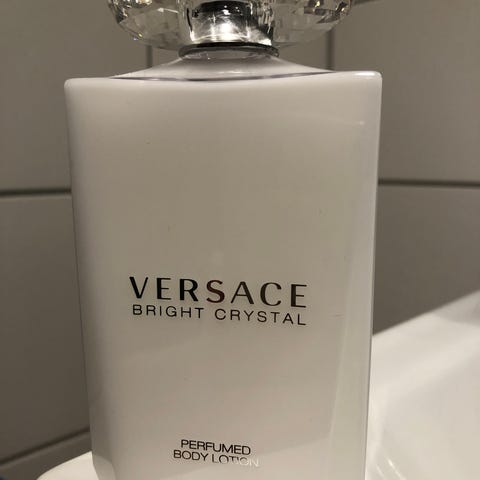 VERSACE
BRIGHT CRYSTAL
PERFUMED
BODY LOTION